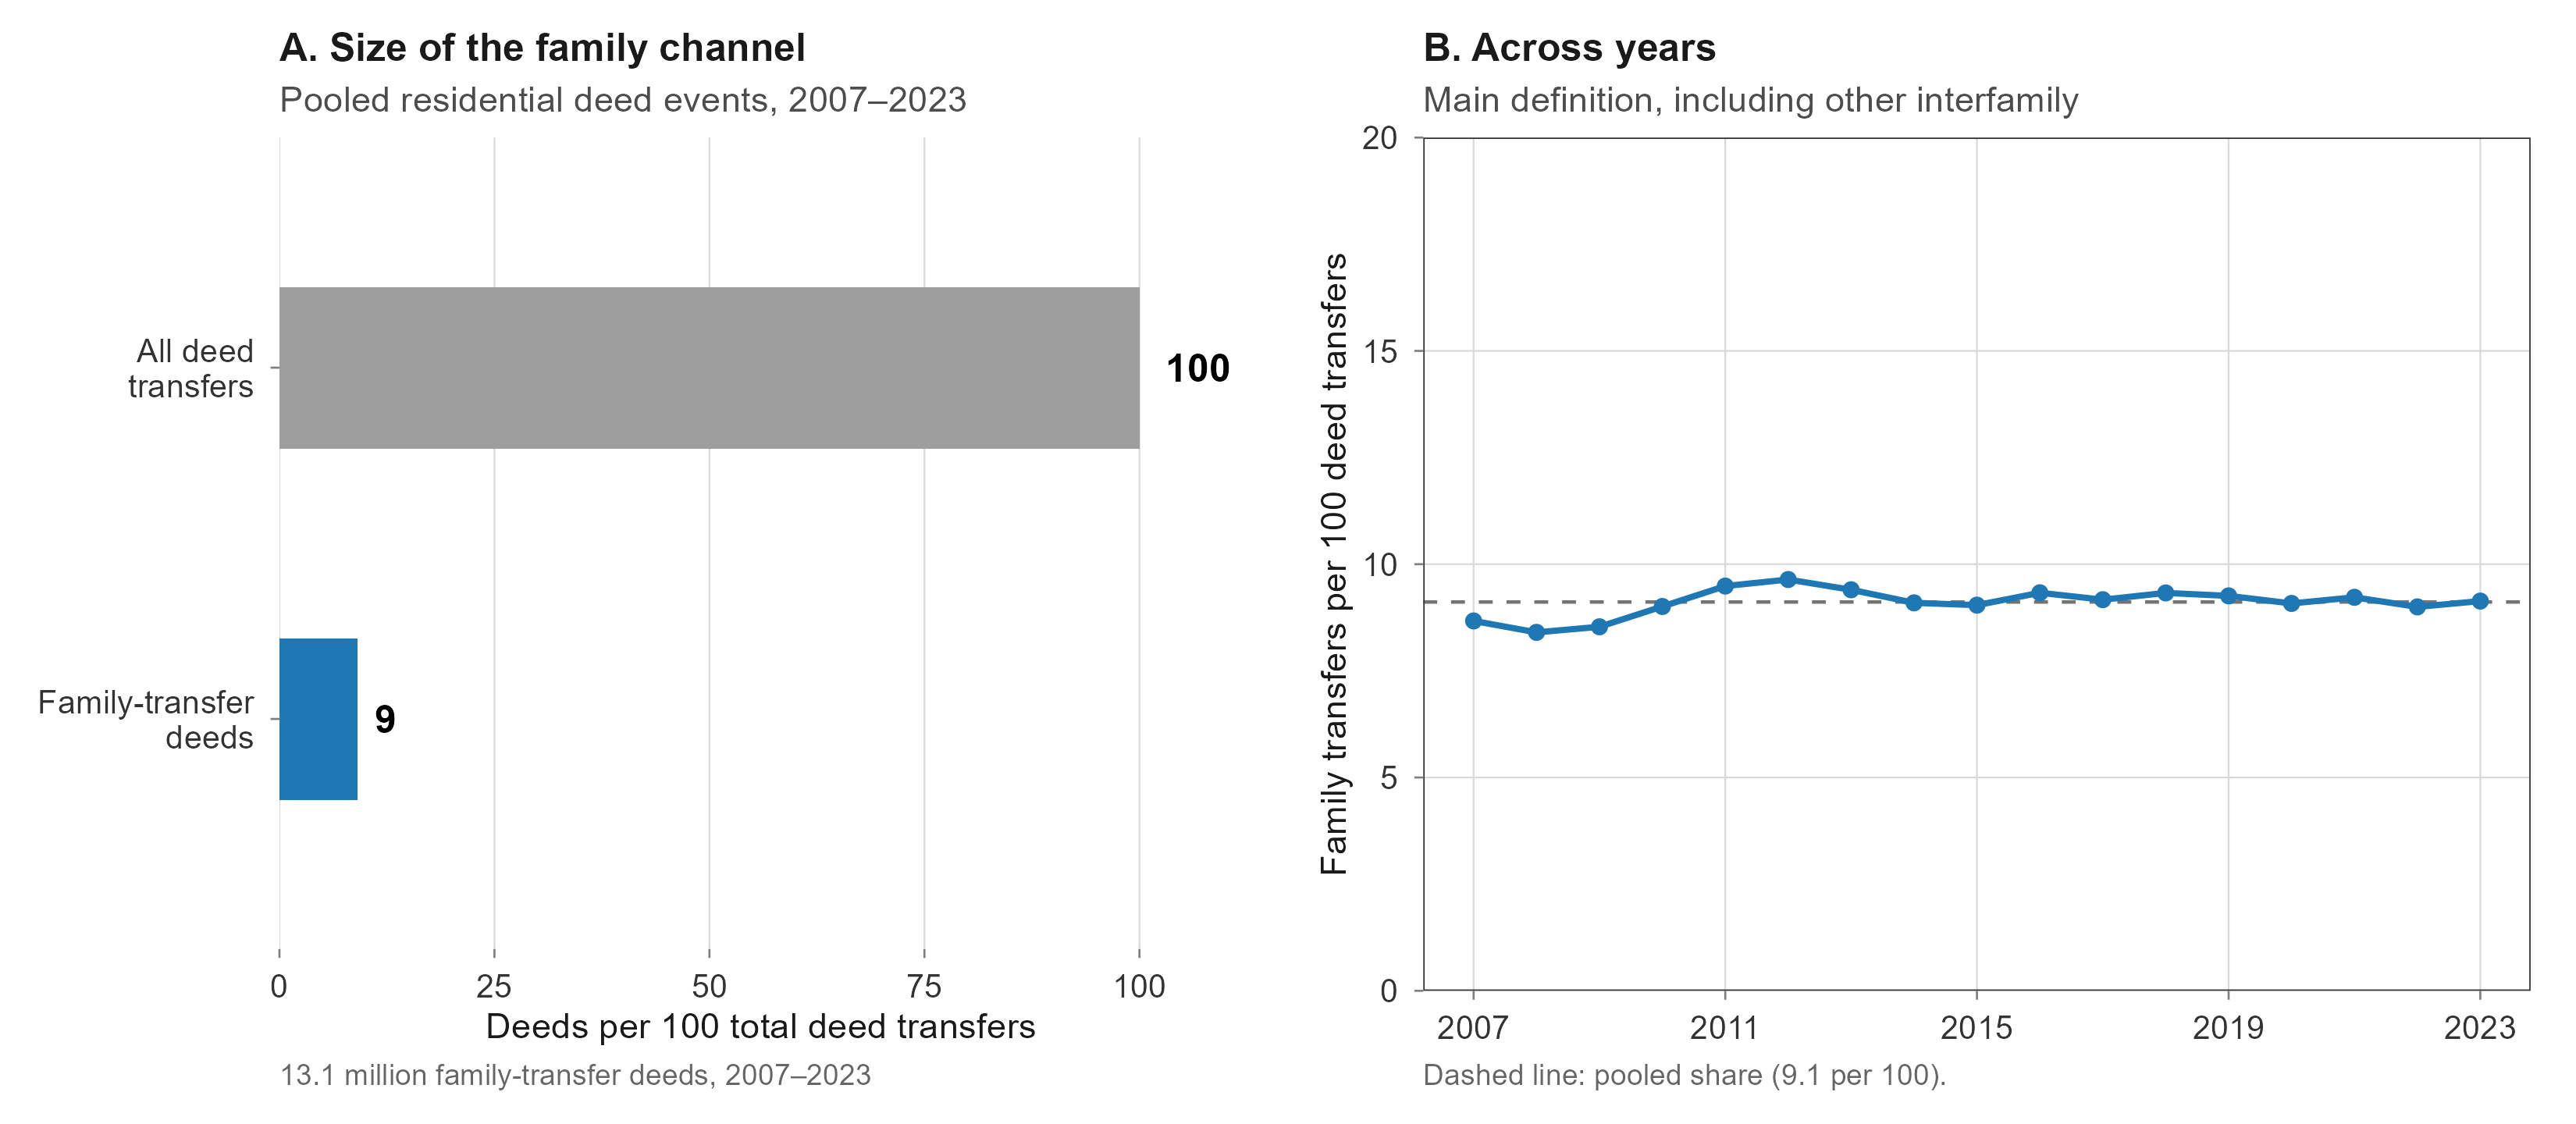 A. Size of the family channel
Pooled residential deed events, 2007–2023
All deed
transfers
100
Family-transfer
deeds
9
0 25 50 75 100
Deeds per 100 total deed transfers
13.1 million family-transfer deeds, 2007–2023
B. Across years
Main definition, including other interfamily
Family transfers per 100 deed transfers
20
15
10
5
0
2007 2011 2015 2019 2023
Dashed line: pooled share (9.1 per 100).